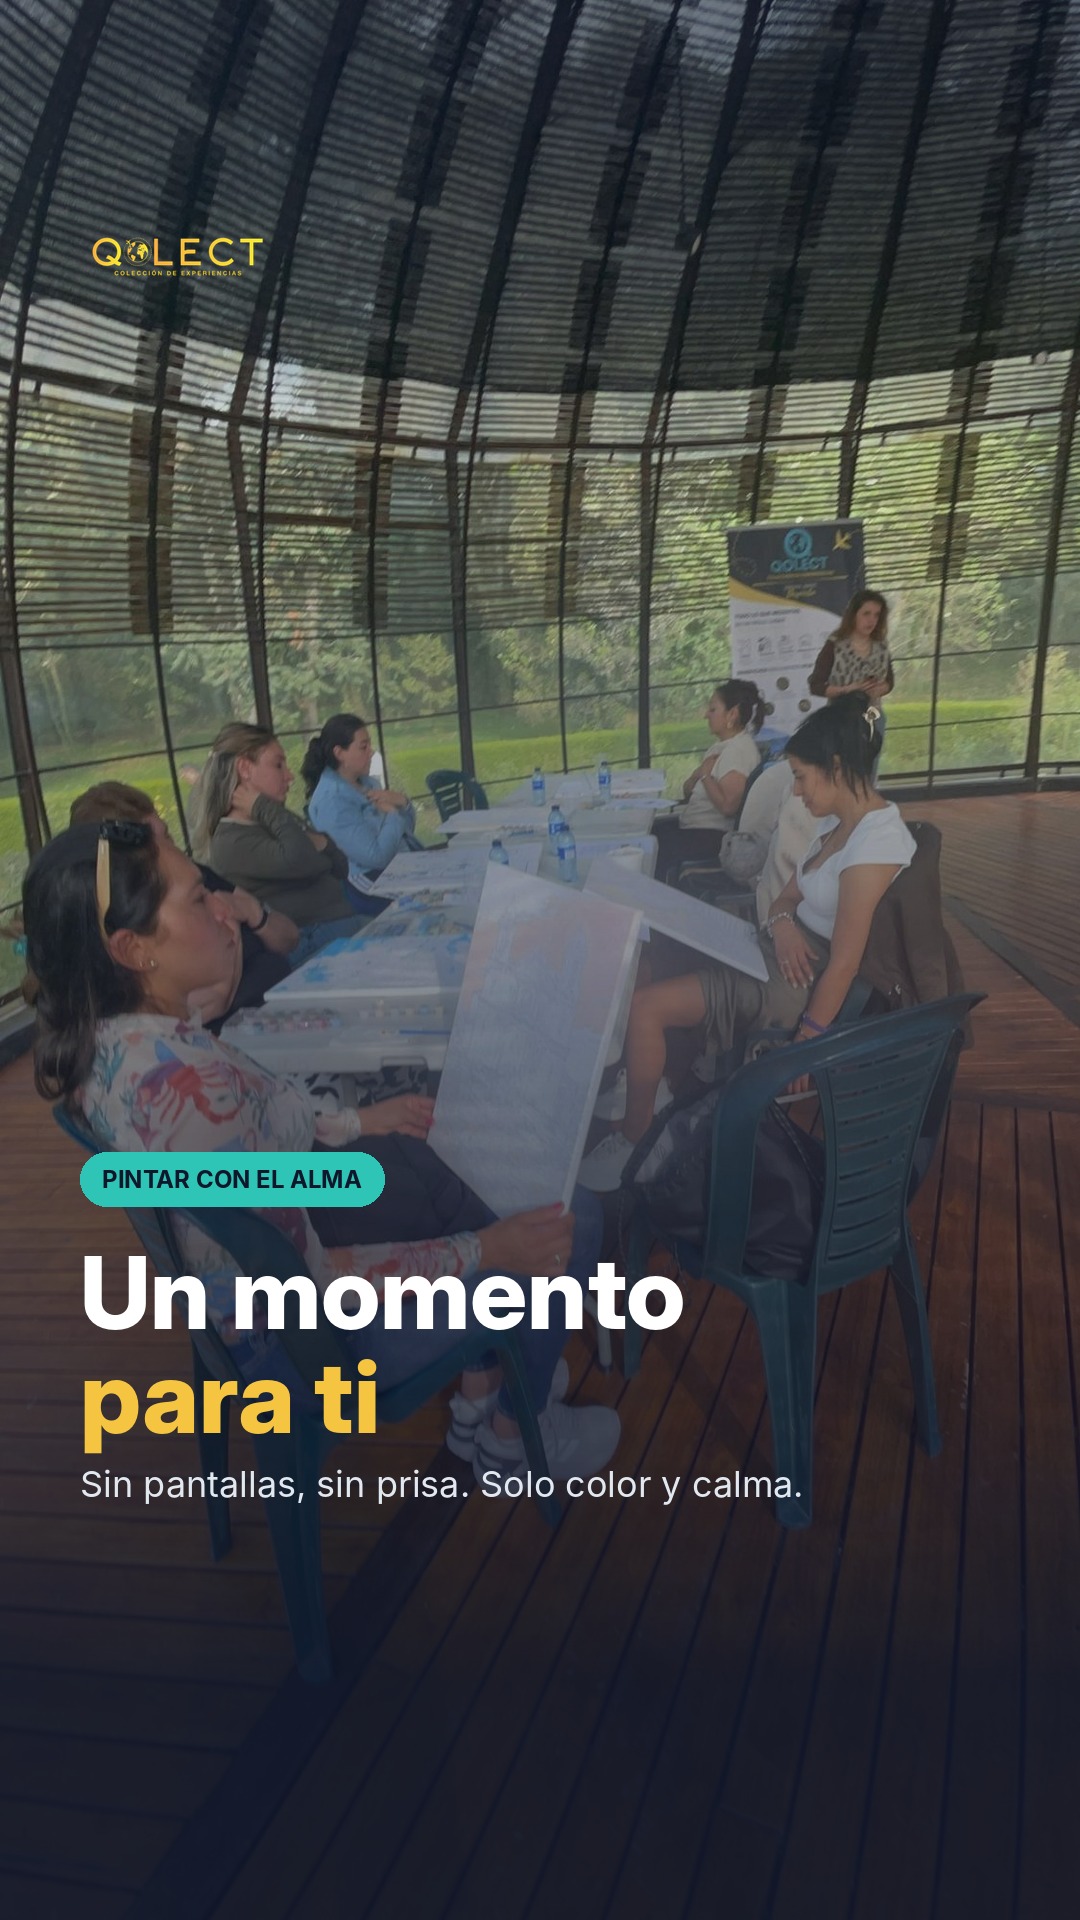 QOLECT
COLECCIÓN DE EXPERIENCIAS
QOLECT
PINTAR CON EL ALMA
Un momento
para ti
Sin pantallas, sin prisa. Solo color y calma.